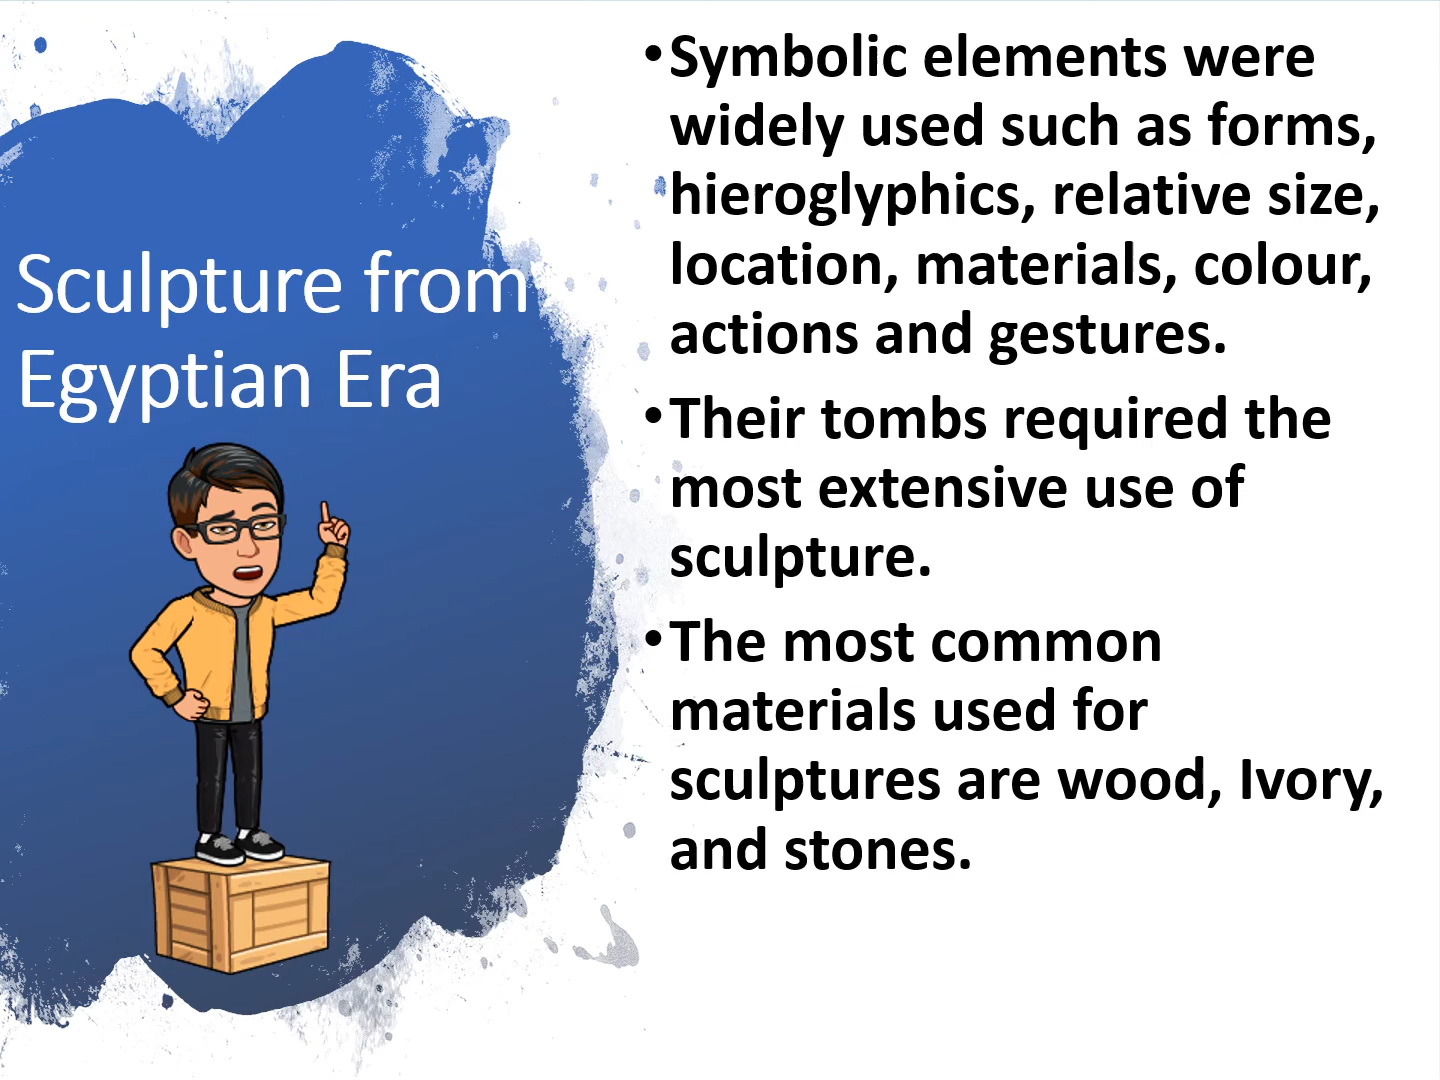 Sculpture from
Egyptian Era
•Symbolic elements were
widely used such as forms,
hieroglyphics, relative size,
location, materials, colour,
actions and gestures.
•Their tombs required the
most extensive use of
sculpture.
•The most common
materials used for
sculptures are wood, Ivory,
and stones.